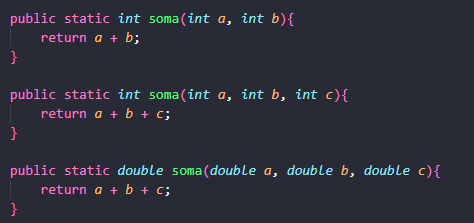 public static int soma(int a, int b){
    return a + b;
}

public static int soma(int a, int b, int c){
    return a + b + c;
}

public static double soma(double a, double b, double c){
    return a + b + c;
}